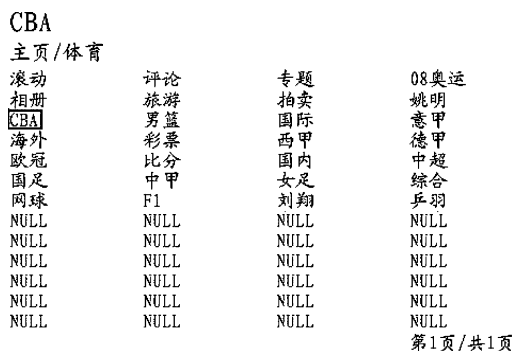 CBA
主页/体育
滚动 评论 专题 08奥运
相册 旅游 拍卖 姚明
CBA 男篮 国际 意甲
海外 彩票 西甲 德甲
欧冠 比分 国内 中超
国足 中甲 女足 综合
网球 F1 刘翔 乒羽
NULL NULL NULL NULL
NULL NULL NULL NULL
NULL NULL NULL NULL
NULL NULL NULL NULL
NULL NULL NULL NULL
NULL NULL NULL NULL
第1页/共1页